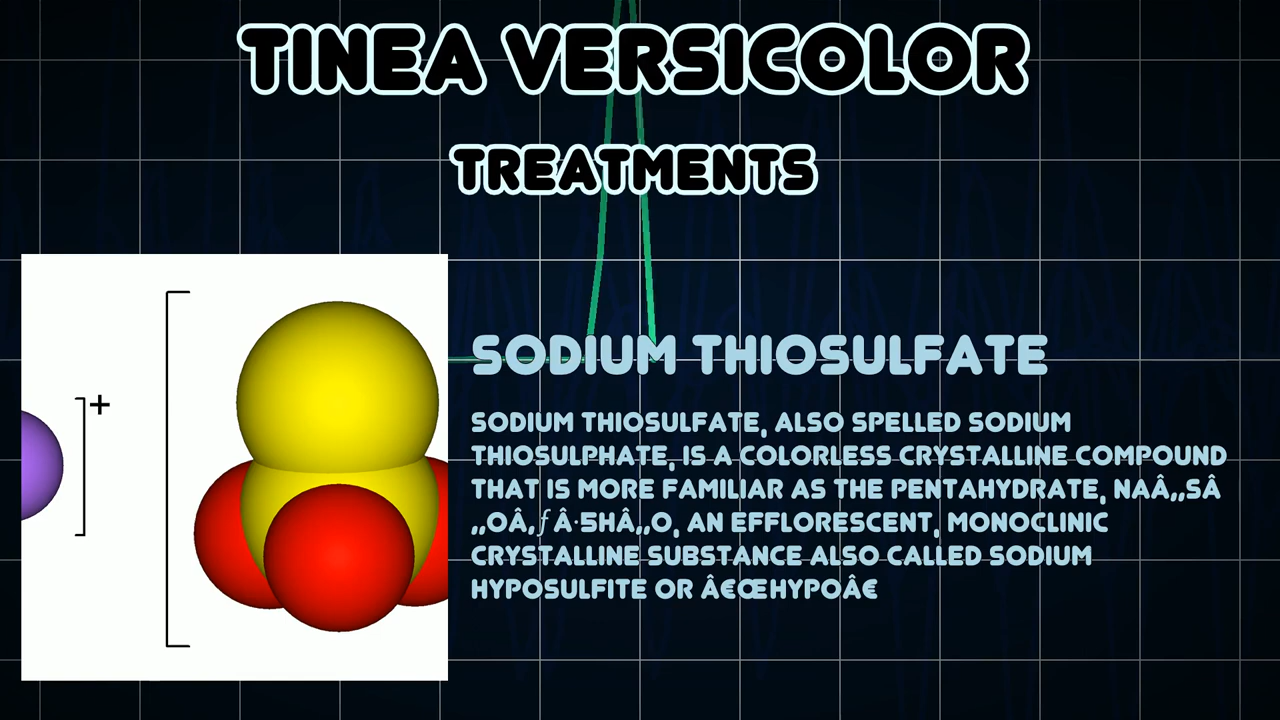 TINEA VERSICOLOR
TREATMENTS
+
SODIUM THIOSULFATE
SODIUM THIOSULFATE, ALSO SPELLED SODIUM
THIOSULPHATE, IS A COLORLESS CRYSTALLINE COMPOUND
THAT IS MORE FAMILIAR AS THE PENTAHYDRATE, NAÂ,,SÂ
,,OÂ,ƒÂ·5HÂ,,O, AN EFFLORESCENT, MONOCLINIC
CRYSTALLINE SUBSTANCE ALSO CALLED SODIUM
HYPOSULFITE OR Â€ŒHYPOÂ€